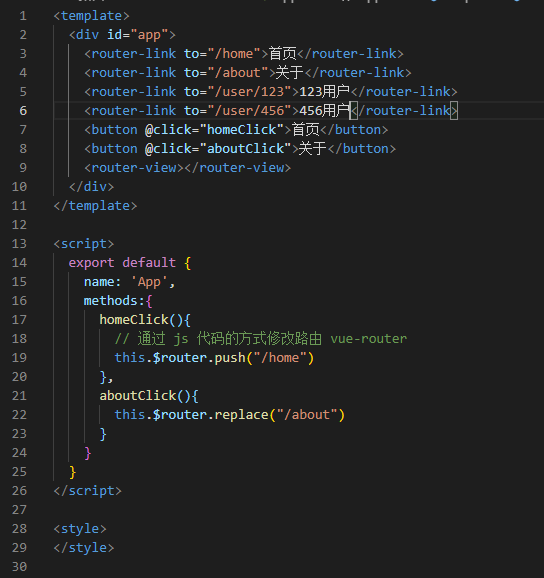 1 <template>
2 <div id="app">
3 <router-link to="/home">首页</router-link>
4 <router-link to="/about">关于</router-link>
5 <router-link to="/user/123">123用户</router-link>
6 <router-link to="/user/456">456用户</router-link>
7 <button @click="homeClick">首页</button>
8 <button @click="aboutClick">关于</button>
9 <router-view></router-view>
10 </div>
11 </template>
12
13 <script>
14 export default {
15 name: 'App',
16 methods:{
17 homeClick(){
18 // 通过 js 代码的方式修改路由 vue-router
19 this.$router.push("/home")
20 },
21 aboutClick(){
22 this.$router.replace("/about")
23 }
24 }
25 }
26 </script>
27
28 <style>
29 </style>
30